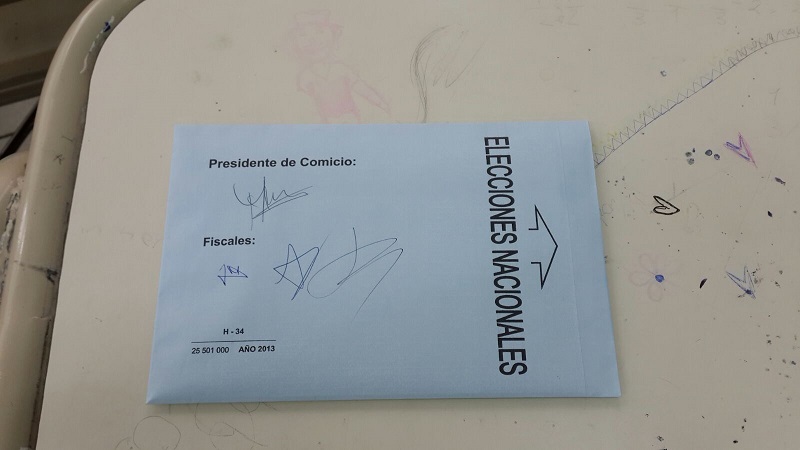 Presidente de Comicio:
Fiscales:
H - 34
25 501 000 AÑO 2013
ELECCIONES NACIONALES